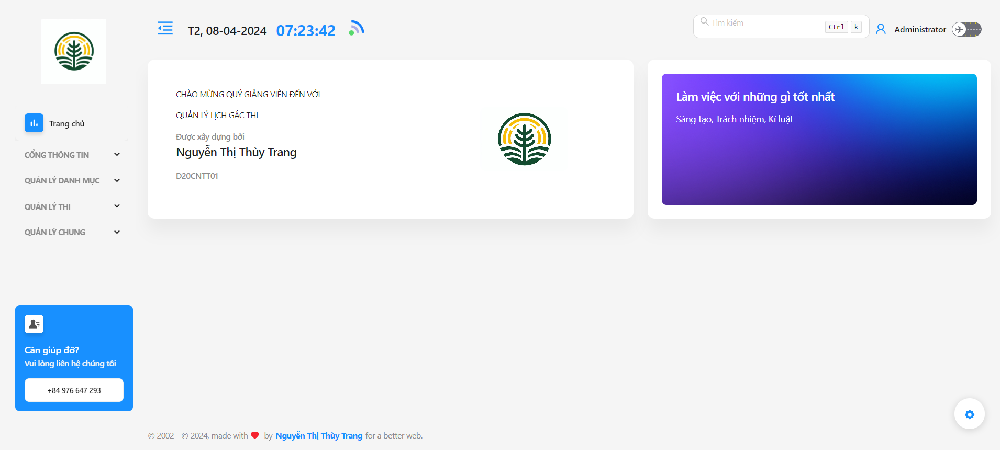 T2, 08-04-2024 07:23:42
Tìm kiếm Ctrl k
Administrator
Trang chủ
CỔNG THÔNG TIN
QUẢN LÝ DANH MỤC
QUẢN LÝ THI
QUẢN LÝ CHUNG
Cần giúp đỡ?
Vui lòng liên hệ chúng tôi
+84 976 647 293
CHÀO MỪNG QUÝ GIẢNG VIÊN ĐẾN VỚI
QUẢN LÝ LỊCH GÁC THI
Được xây dựng bởi
Nguyễn Thị Thùy Trang
D20CNTT01
Làm việc với những gì tốt nhất
Sáng tạo, Trách nhiệm, Kỉ luật
© 2002 - © 2024, made with by Nguyễn Thị Thùy Trang for a better web.